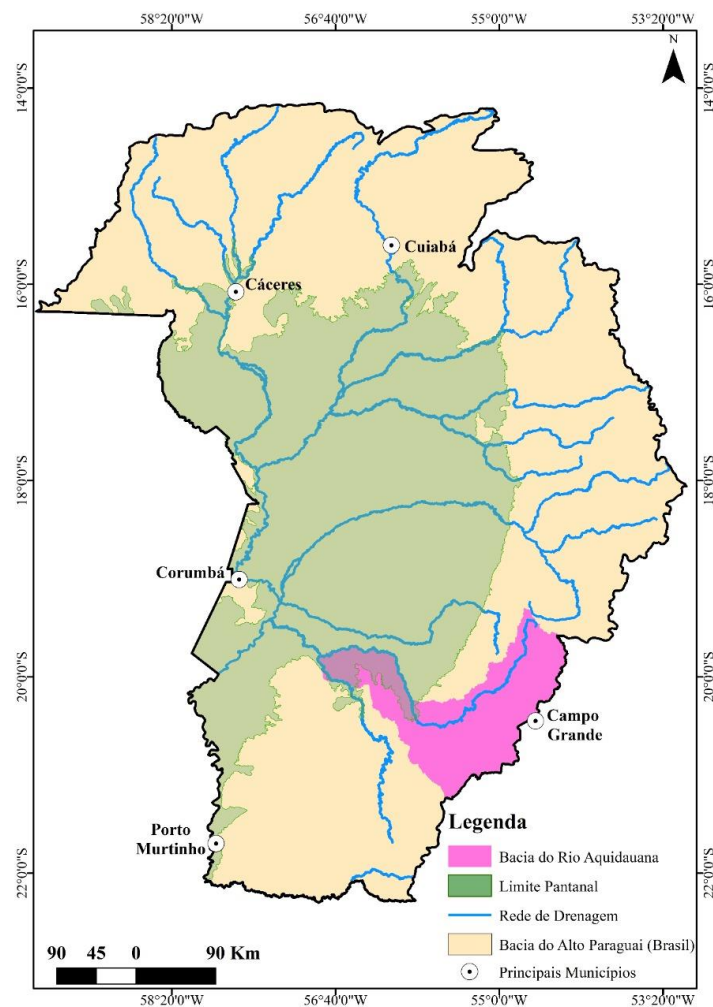 58°20'0"W
56°40'0"W
55°0'0"W
53°20'0"W
N
14°0'0"S
14°0'0"S
Cuiabá
Cáceres
16°0'0"S
16°0'0"S
18°0'0"S
18°0'0"S
Corumbá
20°0'0"S
20°0'0"S
Campo
Grande
Porto
Murtinho
Legenda
Bacia do Rio Aquidauana
Limite Pantanal
Rede de Drenagem
Bacia do Alto Paraguai (Brasil)
Principais Municípios
22°0'0"S
22°0'0"S
90 45 0 90 Km
58°20'0"W
56°40'0"W
55°0'0"W
53°20'0"W